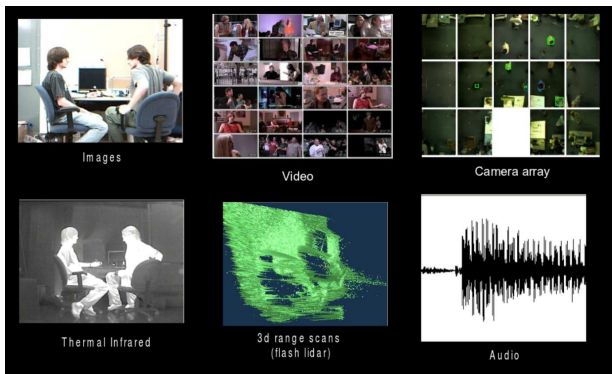 Images
Video
Camera array
Thermal Infrared
3d range scans
(flash lidar)
Audio